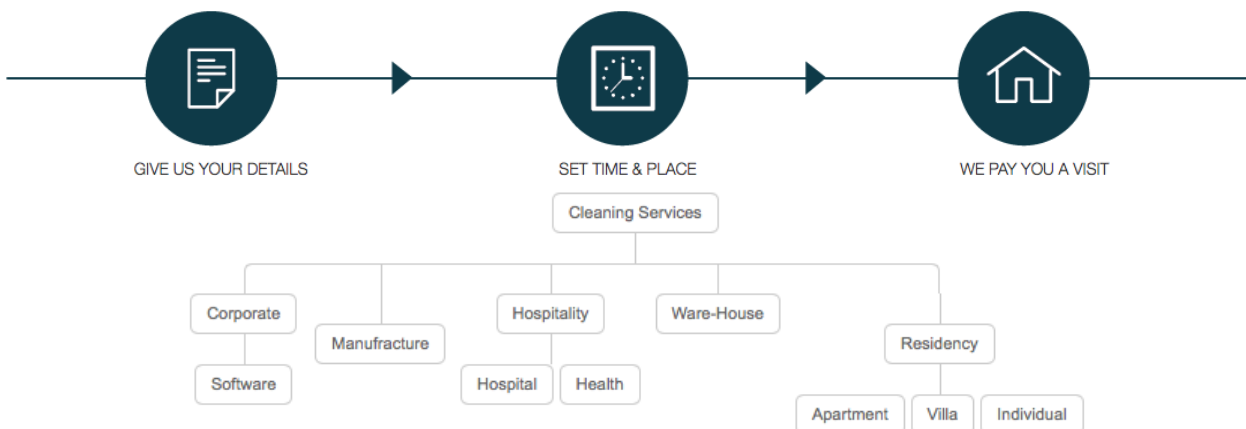 GIVE US YOUR DETAILS
SET TIME & PLACE
WE PAY YOU A VISIT
Cleaning Services
Corporate
Hospitality
Ware-House
Manufracture
Residency
Software
Hospital
Health
Apartment
Villa
Individual